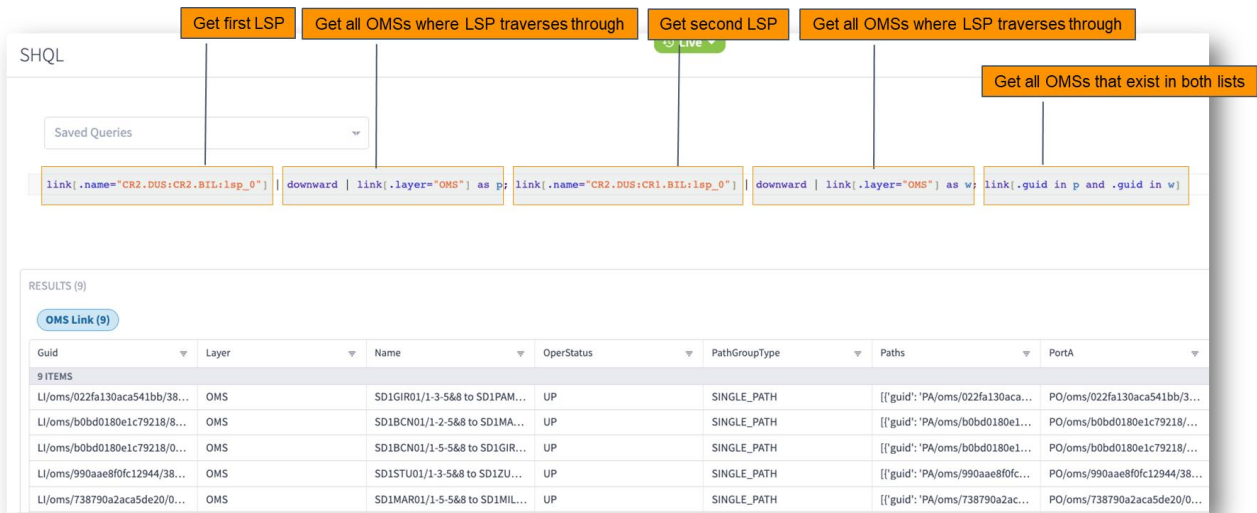 Get first LSP
Get all OMSs where LSP traverses through
Get second LSP
Get all OMSs where LSP traverses through
SHQL
Live
Get all OMSs that exist in both lists
Saved Queries
link[.name="CR2.DUS:CR2.BIL:lsp_0"] | downward | link[.layer="OMS"] as p; link[.name="CR2.DUS:CR1.BIL:lsp_0"] | downward | link[.layer="OMS"] as w; link[.guid in p and .guid in w]
RESULTS (9)
OMS Link (9)
Guid Layer Name OperStatus PathGroupType Paths PortA
9 ITEMS
LI/oms/022fa130aca541bb/38... OMS SD1GIR01/1-3-5&8 to SD1PAM... UP SINGLE_PATH [{'guid': 'PA/oms/022fa130aca... PO/oms/022fa130aca541bb/3...
LI/oms/b0bd0180e1c79218/8... OMS SD1BCN01/1-2-5&8 to SD1MA... UP SINGLE_PATH [{'guid': 'PA/oms/b0bd0180e1... PO/oms/b0bd0180e1c79218/...
LI/oms/b0bd0180e1c79218/0... OMS SD1BCN01/1-5-5&8 to SD1GIR... UP SINGLE_PATH [{'guid': 'PA/oms/b0bd0180e1... PO/oms/b0bd0180e1c79218/...
LI/oms/990aae8f0fc12944/38... OMS SD1STU01/1-3-5&8 to SD1ZU... UP SINGLE_PATH [{'guid': 'PA/oms/990aae8f0fc... PO/oms/990aae8f0fc12944/38...
LI/oms/738790a2aca5de20/0... OMS SD1MAR01/1-5-5&8 to SD1MIL... UP SINGLE_PATH [{'guid': 'PA/oms/738790a2ac... PO/oms/738790a2aca5de20/0...